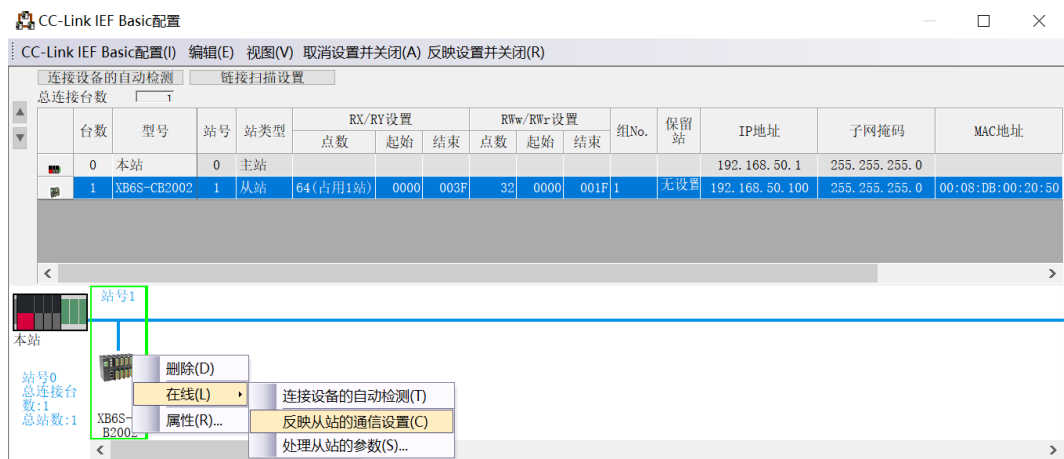 CC-Link IEF Basic配置
CC-Link IEF Basic配置(I) 编辑(E) 视图(V) 取消设置并关闭(A) 反映设置并关闭(R)
连接设备的自动检测 链接扫描设置
总连接台数 1
台数 型号 站号 站类型 RX/RY设置 RWw/RWr设置 组No. 保留站 IP地址 子网掩码 MAC地址
点数 起始 结束 点数 起始 结束
0 本站 0 主站 192.168.50.1 255.255.255.0
1 XB6S-CB2002 1 从站 64(占用1站) 0000 003F 32 0000 001F 1 无设置 192.168.50.100 255.255.255.0 00:08:DB:00:20:50
站号1
本站
站号0
总连接台
数:1
总站数:1
XB6S-
B2002
删除(D)
在线(L)
属性(R)...
连接设备的自动检测(T)
反映从站的通信设置(C)
处理从站的参数(S)...